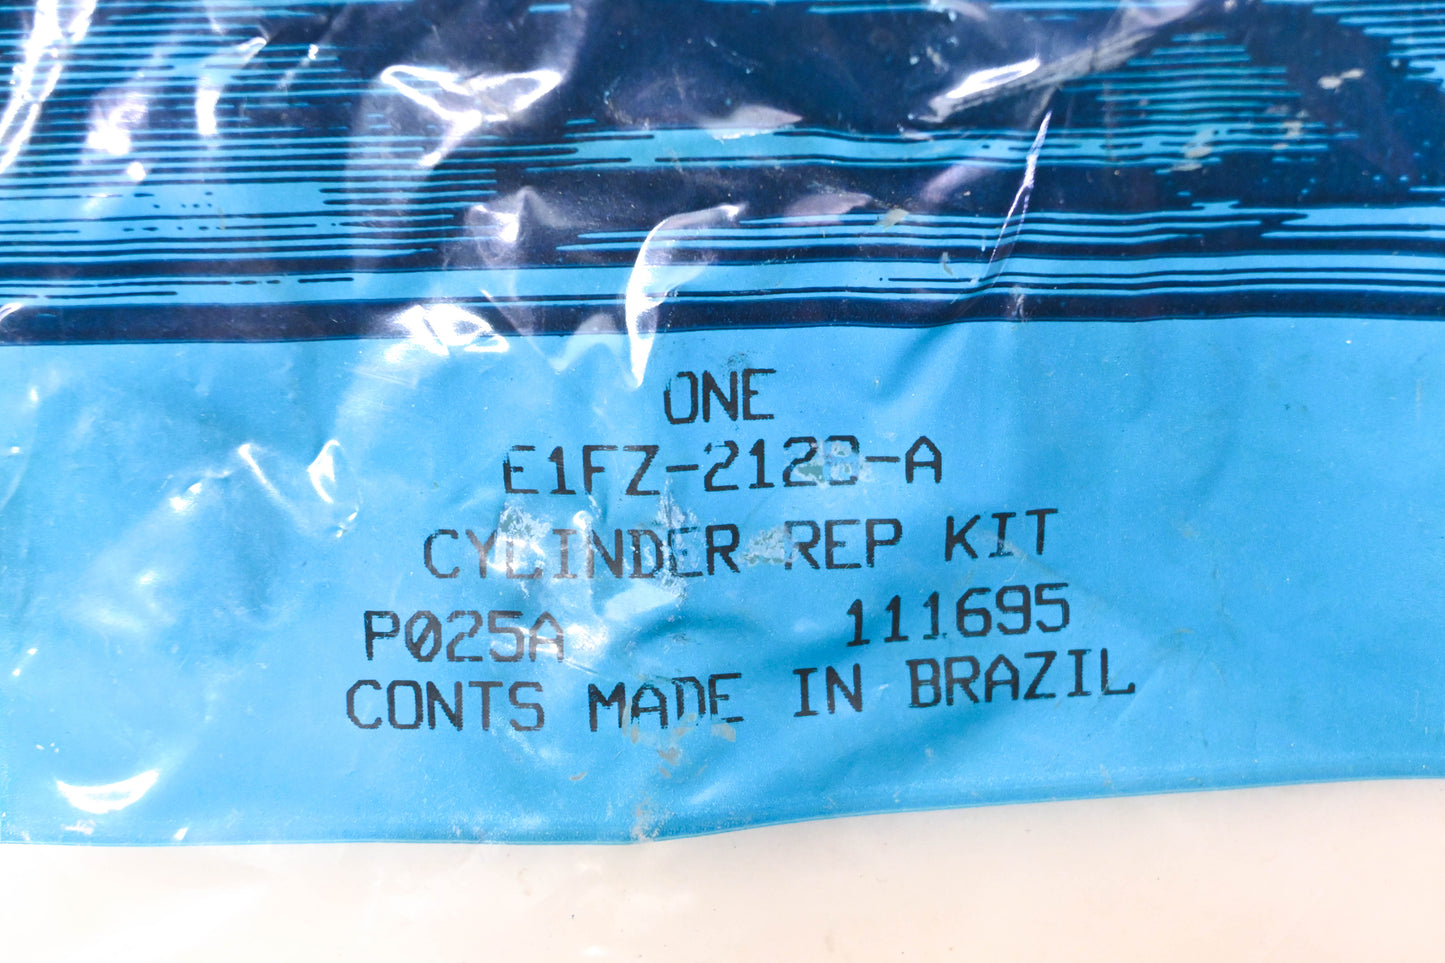 ONE
E1FZ-2128-A
CYLINDER REP KIT
P025A 111695
CONTS MADE IN BRAZIL